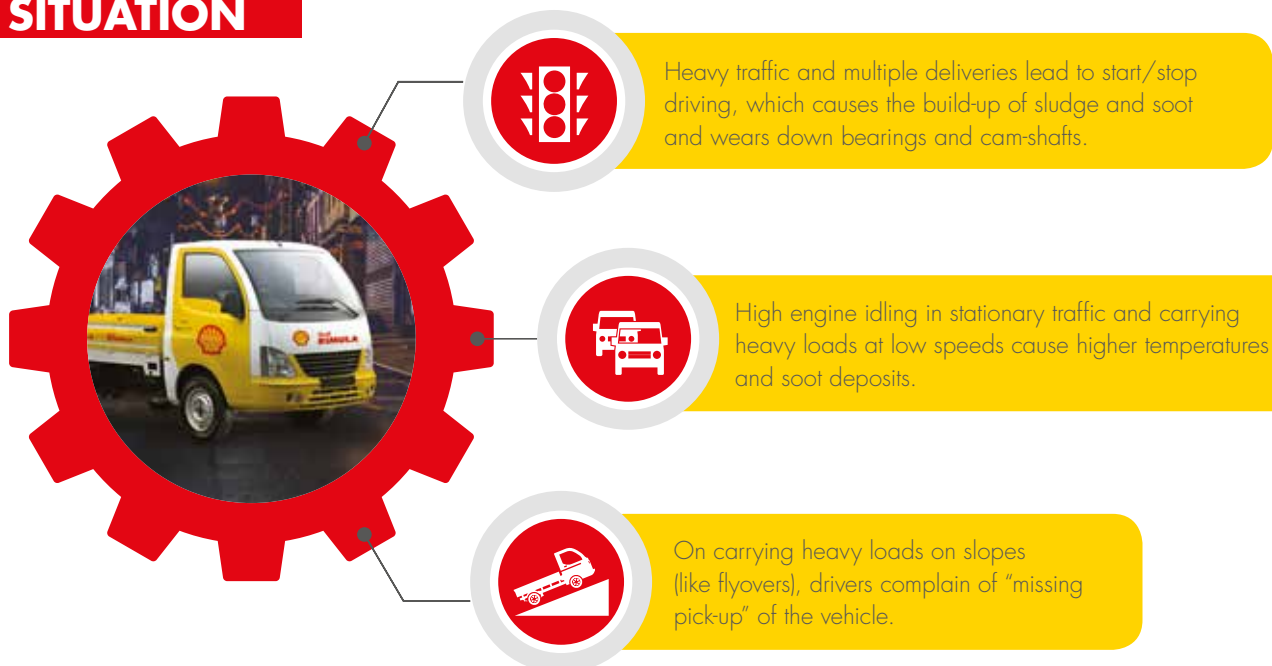 SITUATION
Heavy traffic and multiple deliveries lead to start/stop
driving, which causes the build-up of sludge and soot
and wears down bearings and cam-shafts.
RIMULA
High engine idling in stationary traffic and carrying
heavy loads at low speeds cause higher temperatures
and soot deposits.
On carrying heavy loads on slopes
(like flyovers), drivers complain of “missing
pick-up” of the vehicle.